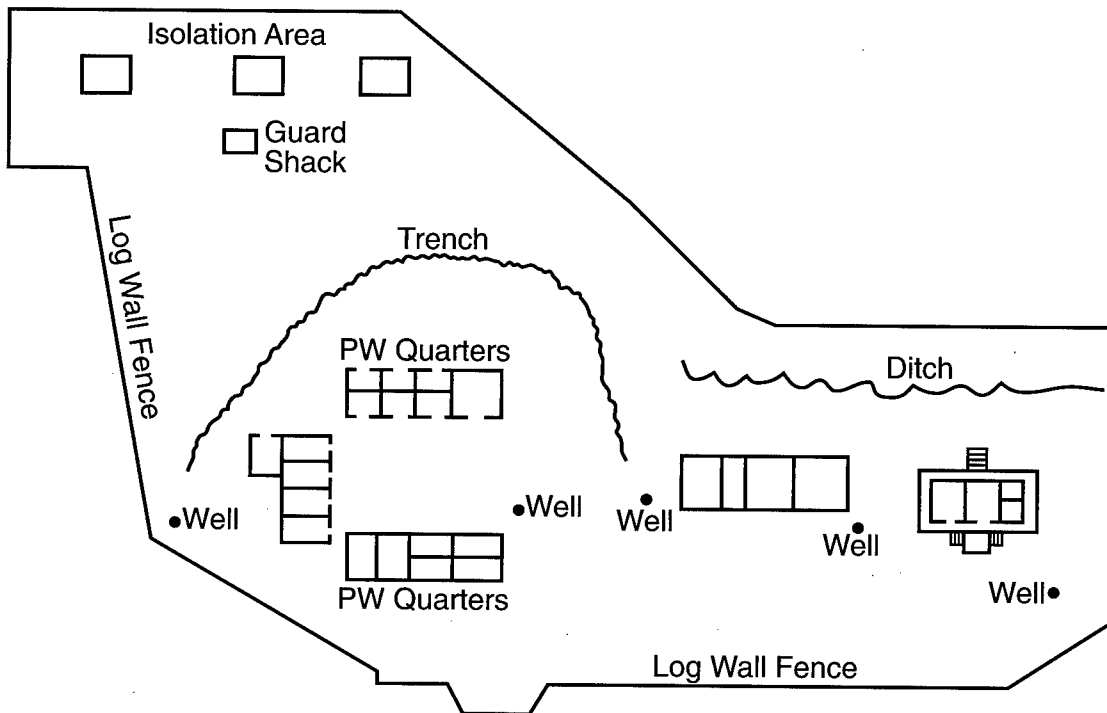 Isolation Area
Guard
Shack
Log Wall Fence
Trench
PW Quarters
Ditch
Well
Well
Well
Well
Well
PW Quarters
Log Wall Fence